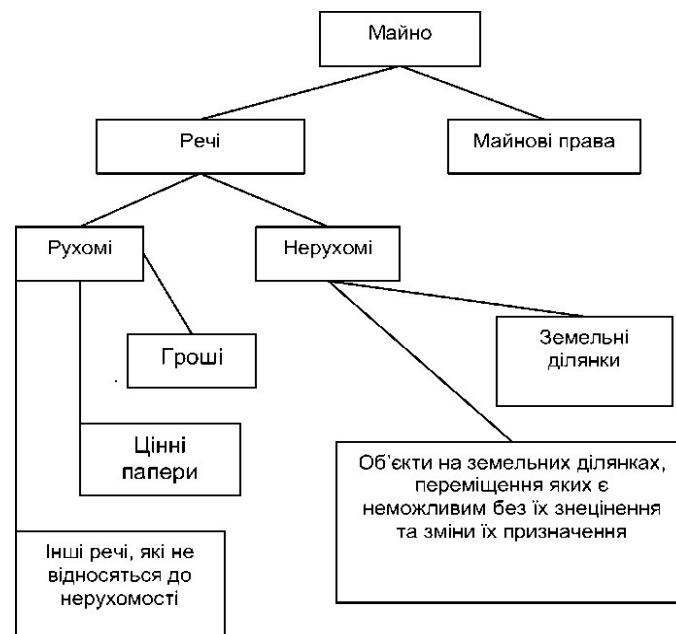 Майно
Речі
Майнові права
Рухомі
Нерухомі
Гроші
Земельні
ділянки
Цінні
папери
Об'єкти на земельних ділянках,
переміщення яких є
неможливим без їх знецінення
та зміни їх призначення
Інші речі, які не
відносяться до
нерухомості